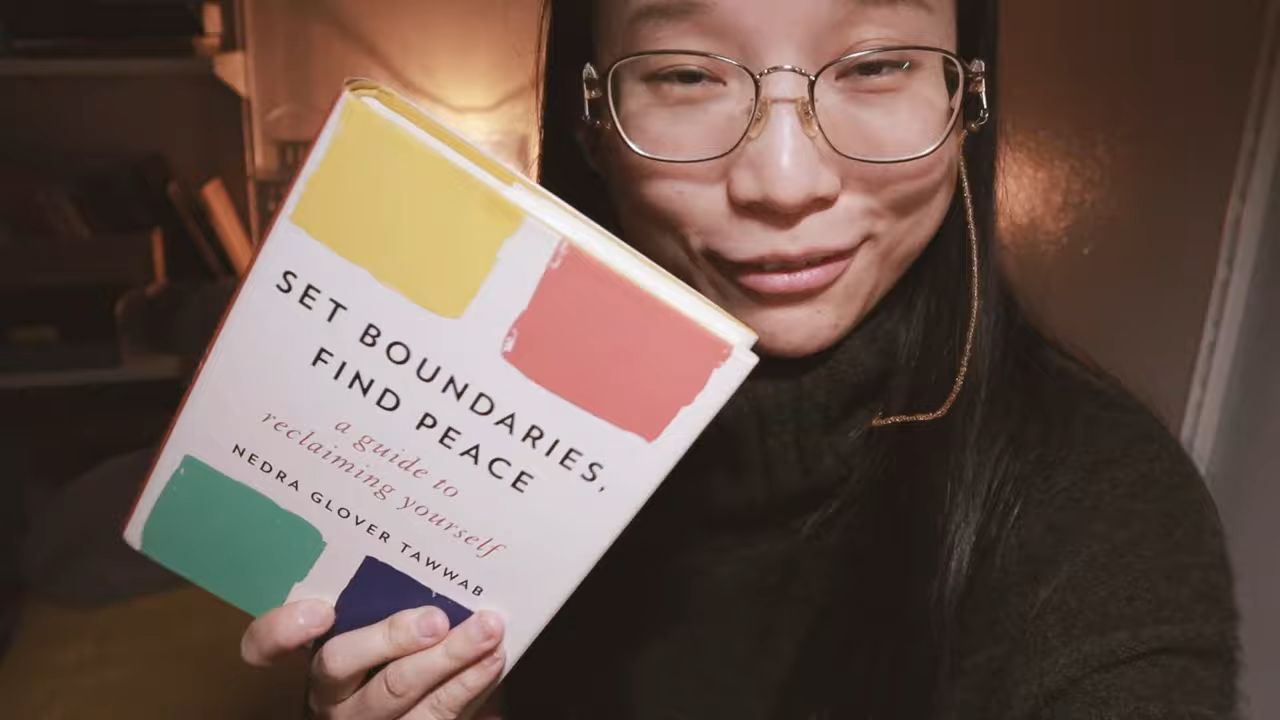 SET BOUNDARIES,
FIND PEACE
a guide to
reclaiming yourself
NEDRA GLOVER TAWWAB